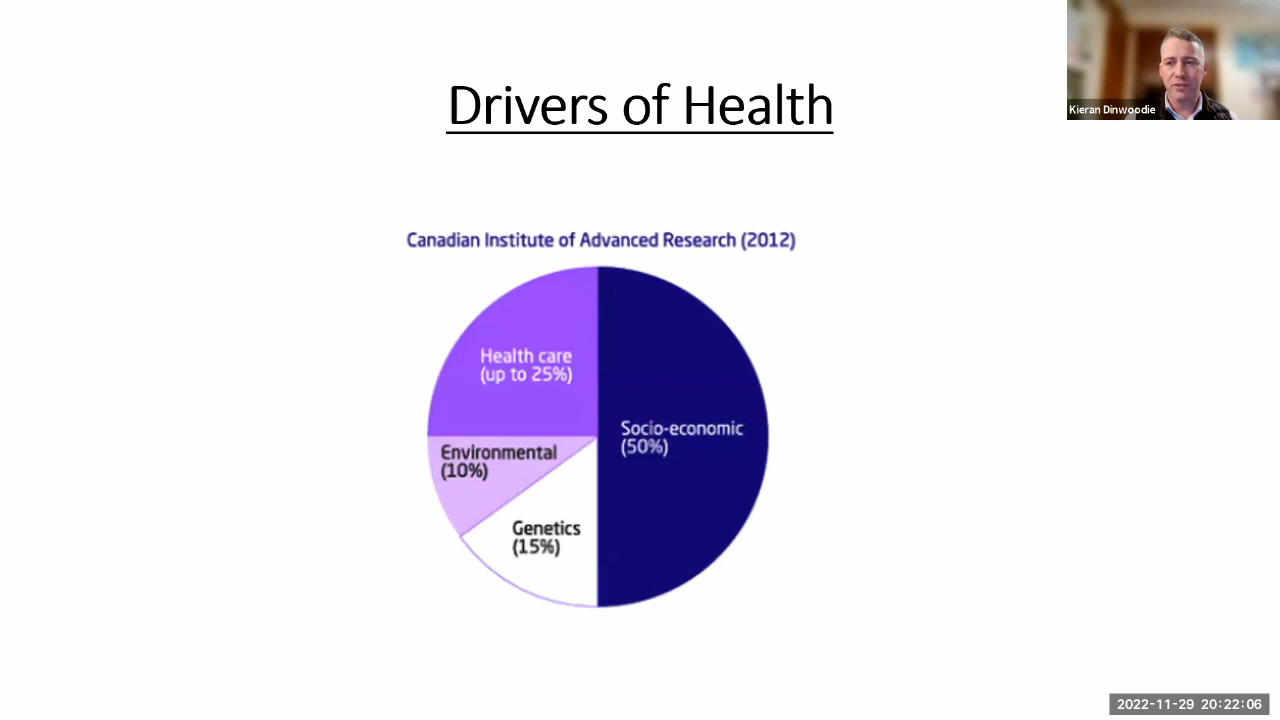 Drivers of Health
Kieran Dinwoodie
Canadian Institute of Advanced Research (2012)
Health care
(up to 25%)
Socio-economic
(50%)
Environmental
(10%)
Genetics
(15%)
2022-11-29 20:22:06